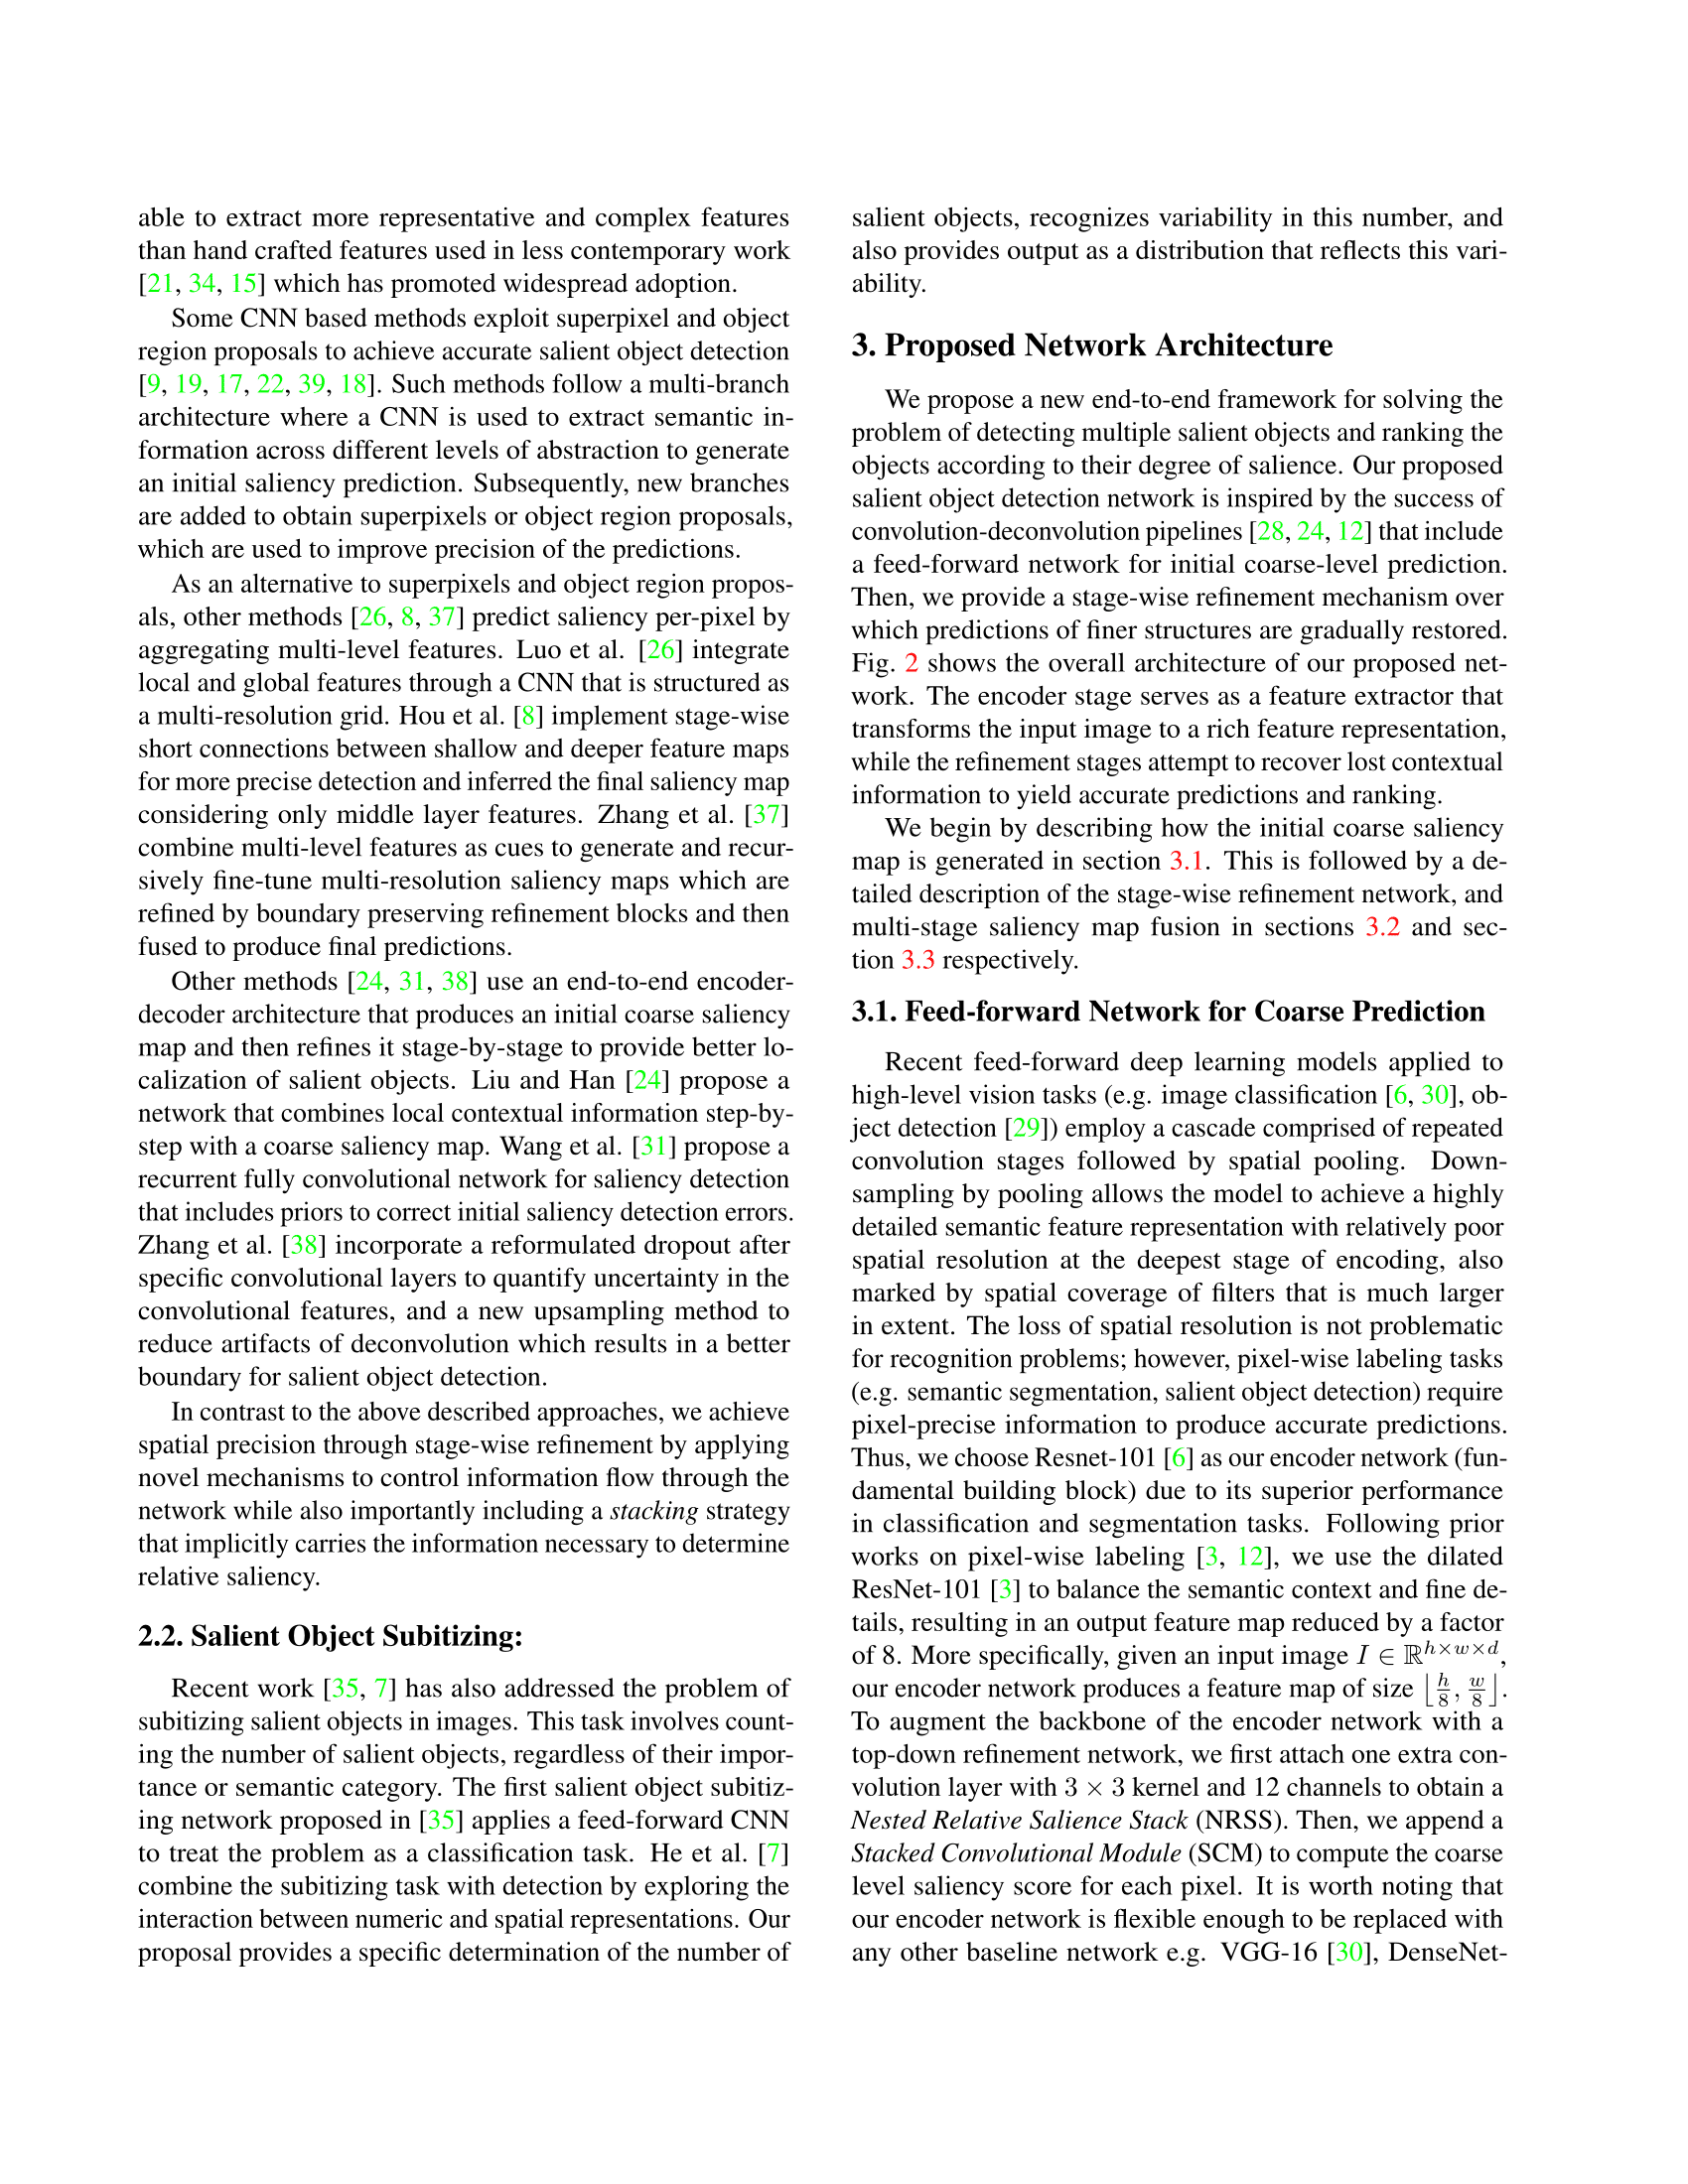 able to extract more representative and complex features
than hand crafted features used in less contemporary work
[21, 34, 15] which has promoted widespread adoption.
Some CNN based methods exploit superpixel and object
region proposals to achieve accurate salient object detection
[9, 19, 17, 22, 39, 18]. Such methods follow a multi-branch
architecture where a CNN is used to extract semantic in-
formation across different levels of abstraction to generate
an initial saliency prediction. Subsequently, new branches
are added to obtain superpixels or object region proposals,
which are used to improve precision of the predictions.
As an alternative to superpixels and object region propos-
als, other methods [26, 8, 37] predict saliency per-pixel by
aggregating multi-level features. Luo et al. [26] integrate
local and global features through a CNN that is structured as
a multi-resolution grid. Hou et al. [8] implement stage-wise
short connections between shallow and deeper feature maps
for more precise detection and inferred the final saliency map
considering only middle layer features. Zhang et al. [37]
combine multi-level features as cues to generate and recur-
sively fine-tune multi-resolution saliency maps which are
refined by boundary preserving refinement blocks and then
fused to produce final predictions.
Other methods [24, 31, 38] use an end-to-end encoder-
decoder architecture that produces an initial coarse saliency
map and then refines it stage-by-stage to provide better lo-
calization of salient objects. Liu and Han [24] propose a
network that combines local contextual information step-by-
step with a coarse saliency map. Wang et al. [31] propose a
recurrent fully convolutional network for saliency detection
that includes priors to correct initial saliency detection errors.
Zhang et al. [38] incorporate a reformulated dropout after
specific convolutional layers to quantify uncertainty in the
convolutional features, and a new upsampling method to
reduce artifacts of deconvolution which results in a better
boundary for salient object detection.
In contrast to the above described approaches, we achieve
spatial precision through stage-wise refinement by applying
novel mechanisms to control information flow through the
network while also importantly including a stacking strategy
that implicitly carries the information necessary to determine
relative saliency.
2.2. Salient Object Subitizing:
Recent work [35, 7] has also addressed the problem of
subitizing salient objects in images. This task involves count-
ing the number of salient objects, regardless of their impor-
tance or semantic category. The first salient object subitiz-
ing network proposed in [35] applies a feed-forward CNN
to treat the problem as a classification task. He et al. [7]
combine the subitizing task with detection by exploring the
interaction between numeric and spatial representations. Our
proposal provides a specific determination of the number of
salient objects, recognizes variability in this number, and
also provides output as a distribution that reflects this vari-
ability.
3. Proposed Network Architecture
We propose a new end-to-end framework for solving the
problem of detecting multiple salient objects and ranking the
objects according to their degree of salience. Our proposed
salient object detection network is inspired by the success of
convolution-deconvolution pipelines [28, 24, 12] that include
a feed-forward network for initial coarse-level prediction.
Then, we provide a stage-wise refinement mechanism over
which predictions of finer structures are gradually restored.
Fig. 2 shows the overall architecture of our proposed net-
work. The encoder stage serves as a feature extractor that
transforms the input image to a rich feature representation,
while the refinement stages attempt to recover lost contextual
information to yield accurate predictions and ranking.
We begin by describing how the initial coarse saliency
map is generated in section 3.1. This is followed by a de-
tailed description of the stage-wise refinement network, and
multi-stage saliency map fusion in sections 3.2 and sec-
tion 3.3 respectively.
3.1. Feed-forward Network for Coarse Prediction
Recent feed-forward deep learning models applied to
high-level vision tasks (e.g. image classification [6, 30], ob-
ject detection [29]) employ a cascade comprised of repeated
convolution stages followed by spatial pooling. Down-
sampling by pooling allows the model to achieve a highly
detailed semantic feature representation with relatively poor
spatial resolution at the deepest stage of encoding, also
marked by spatial coverage of filters that is much larger
in extent. The loss of spatial resolution is not problematic
for recognition problems; however, pixel-wise labeling tasks
(e.g. semantic segmentation, salient object detection) require
pixel-precise information to produce accurate predictions.
Thus, we choose Resnet-101 [6] as our encoder network (fun-
damental building block) due to its superior performance
in classification and segmentation tasks. Following prior
works on pixel-wise labeling [3, 12], we use the dilated
ResNet-101 [3] to balance the semantic context and fine de-
tails, resulting in an output feature map reduced by a factor
of 8. More specifically, given an input image I ∈ ℝ^{h×w×d},
our encoder network produces a feature map of size ⌊h/8, w/8⌋.
To augment the backbone of the encoder network with a
top-down refinement network, we first attach one extra con-
volution layer with 3 × 3 kernel and 12 channels to obtain a
Nested Relative Salience Stack (NRSS). Then, we append a
Stacked Convolutional Module (SCM) to compute the coarse
level saliency score for each pixel. It is worth noting that
our encoder network is flexible enough to be replaced with
any other baseline network e.g. VGG-16 [30], DenseNet-